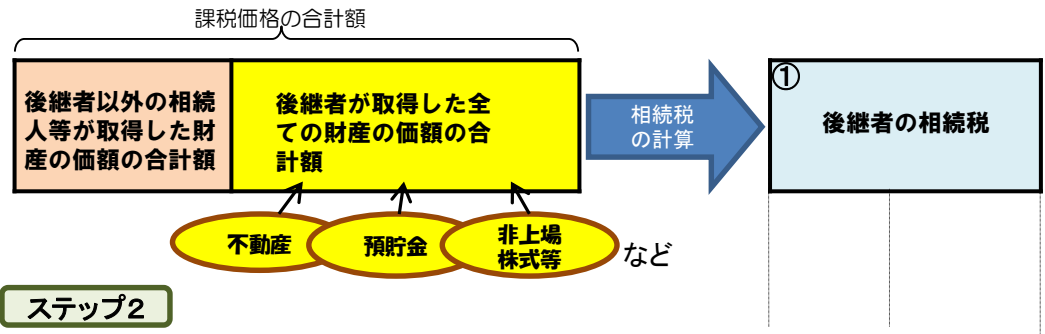 課税価格の合計額
後継者以外の相続
人等が取得した財
産の価額の合計額
後継者が取得した全
ての財産の価額の合
計額
相続税
の計算
①
後継者の相続税
不動産
預貯金
非上場
株式等
など
ステップ2